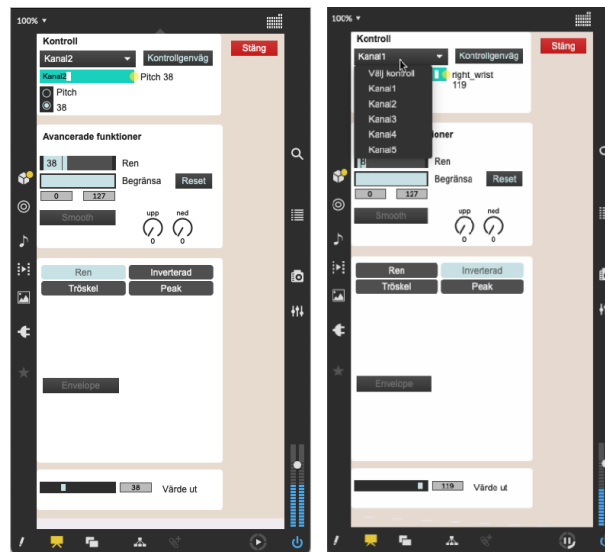 100% ▾
Kontroll
Kanal2
Kontrollgenväg
Stäng
Kanal2
Pitch 38
Pitch
38
Avancerade funktioner
38
Ren
Begränsa
Reset
0
127
Smooth
upp
ned
0
0
Ren
Inverterad
Tröskel
Peak
Envelope
38
Värde ut
100% ▾
Kontroll
Kanal1
Kontrollgenväg
Stäng
Välj kontroll
right_wrist
119
Kanal1
Kanal2
Kanal3
Kanal4
Kanal5
ioner
Ren
Begränsa
Reset
0
127
Smooth
upp
ned
0
0
Ren
Inverterad
Tröskel
Peak
Envelope
119
Värde ut